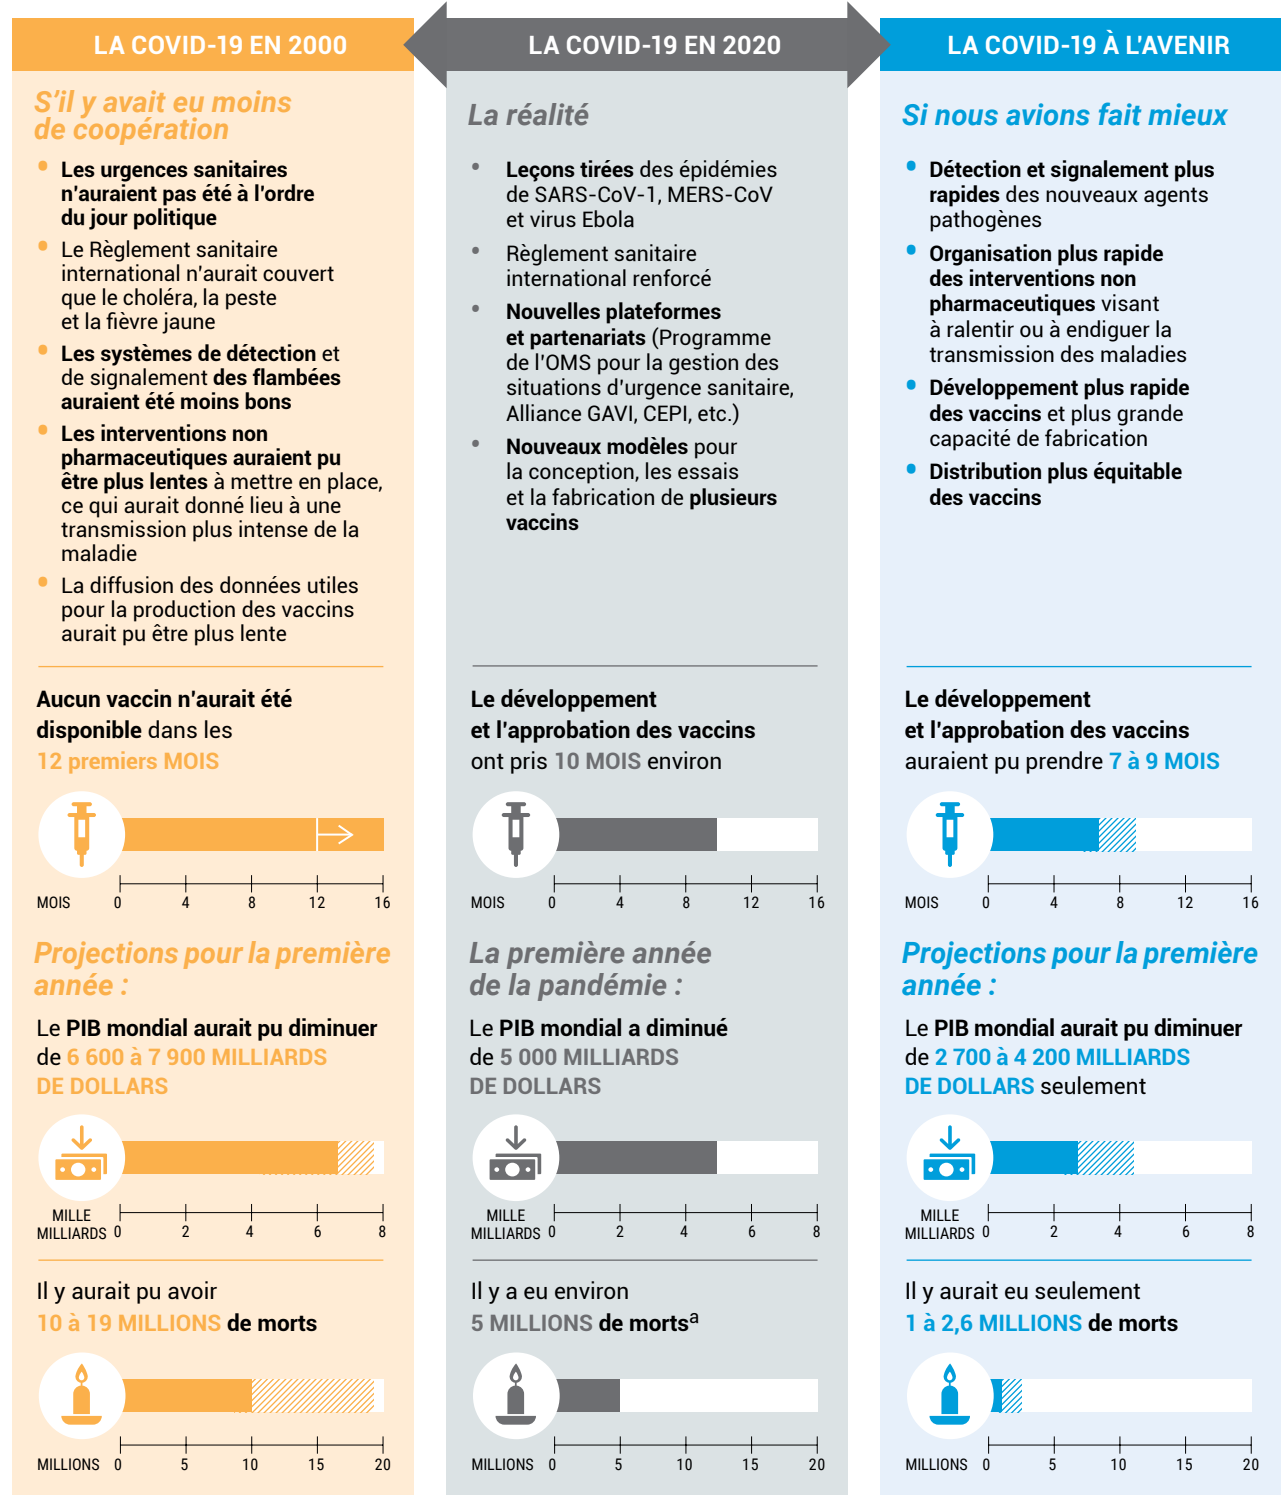 LA COVID-19 EN 2000
S'il y avait eu moins
de coopération
• Les urgences sanitaires
n'auraient pas été à l'ordre
du jour politique
• Le Règlement sanitaire
international n'aurait couvert
que le choléra, la peste
et la fièvre jaune
• Les systèmes de détection et
de signalement des flambées
auraient été moins bons
• Les interventions non
pharmaceutiques auraient pu
être plus lentes à mettre en place,
ce qui aurait donné lieu à une
transmission plus intense de la
maladie
• La diffusion des données utiles
pour la production des vaccins
aurait pu être plus lente
Aucun vaccin n'aurait été
disponible dans les
12 premiers MOIS
MOIS 0 4 8 12 16
Projections pour la première
année :
Le PIB mondial aurait pu diminuer
de 6 600 à 7 900 MILLIARDS
DE DOLLARS
MILLE
MILLIARDS 0 2 4 6 8
Il y aurait pu avoir
10 à 19 MILLIONS de morts
MILLIONS 0 5 10 15 20
LA COVID-19 EN 2020
La réalité
• Leçons tirées des épidémies
de SARS-CoV-1, MERS-CoV
et virus Ebola
• Règlement sanitaire
international renforcé
• Nouvelles plateformes
et partenariats (Programme
de l'OMS pour la gestion des
situations d'urgence sanitaire,
Alliance GAVI, CEPI, etc.)
• Nouveaux modèles pour
la conception, les essais
et la fabrication de plusieurs
vaccins
Le développement
et l'approbation des vaccins
ont pris 10 MOIS environ
MOIS 0 4 8 12 16
La première année
de la pandémie :
Le PIB mondial a diminué
de 5 000 MILLIARDS
DE DOLLARS
MILLE
MILLIARDS 0 2 4 6 8
Il y a eu environ
5 MILLIONS de mortsª
MILLIONS 0 5 10 15 20
LA COVID-19 À L'AVENIR
Si nous avions fait mieux
• Détection et signalement plus
rapides des nouveaux agents
pathogènes
• Organisation plus rapide
des interventions non
pharmaceutiques visant
à ralentir ou à endiguer la
transmission des maladies
• Développement plus rapide
des vaccins et plus grande
capacité de fabrication
• Distribution plus équitable
des vaccins
Le développement
et l'approbation des vaccins
auraient pu prendre 7 à 9 MOIS
MOIS 0 4 8 12 16
Projections pour la première
année :
Le PIB mondial aurait pu diminuer
de 2 700 à 4 200 MILLIARDS
DE DOLLARS seulement
MILLE
MILLIARDS 0 2 4 6 8
Il y aurait eu seulement
1 à 2,6 MILLIONS de morts
MILLIONS 0 5 10 15 20